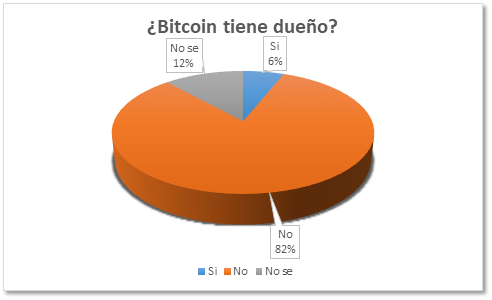 ¿Bitcoin tiene dueño?
No se
12%
Si
6%
No
82%
Si No No se